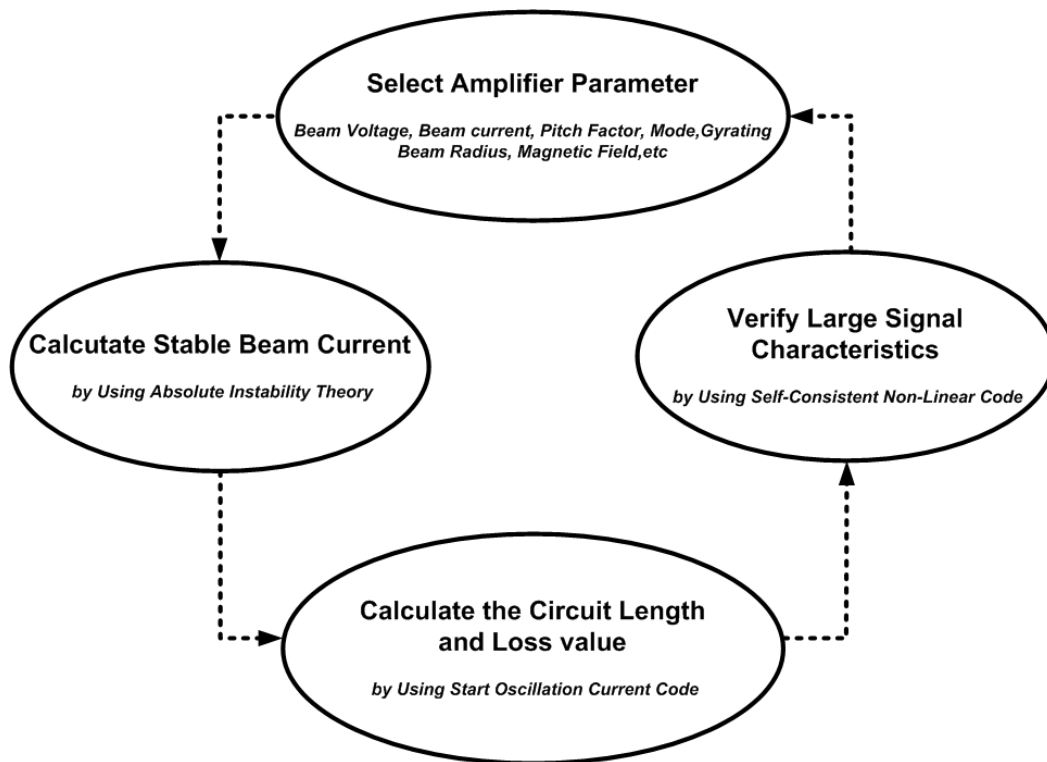 Select Amplifier Parameter
Beam Voltage, Beam current, Pitch Factor, Mode,Gyrating
Beam Radius, Magnetic Field,etc
Calcutate Stable Beam Current
by Using Absolute Instability Theory
Verify Large Signal
Characteristics
by Using Self-Consistent Non-Linear Code
Calculate the Circuit Length
and Loss value
by Using Start Oscillation Current Code